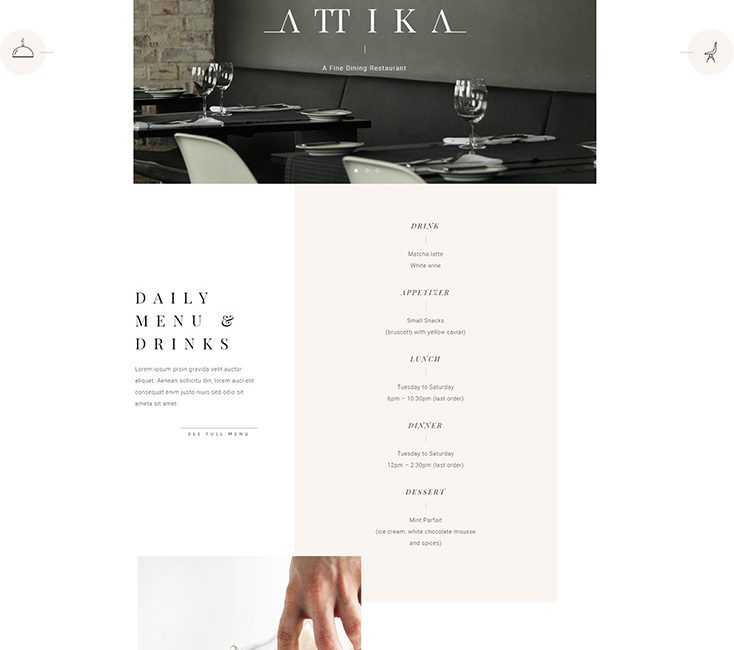 ATTIKA
A Fine Dining Restaurant
DAILY
MENU &
DRINKS
Lorem ipsum proin gravida velit auctor
aliquet. Aenean sollicitu din, lorem auci elit
consequat enim justo niuis sed odio sit
ameta sit amet.
SEE FULL MENU
DRINK
Matcha latte
White wine
APPETIZER
Small Snacks
(bruscetti with yellow caviar)
LUNCH
Tuesday to Saturday
6pm – 10.30pm (last order)
DINNER
Tuesday to Saturday
12pm – 2.30pm (last order)
DESSERT
Mint Parfait
(ice cream, white chocolate mousse
and spices)